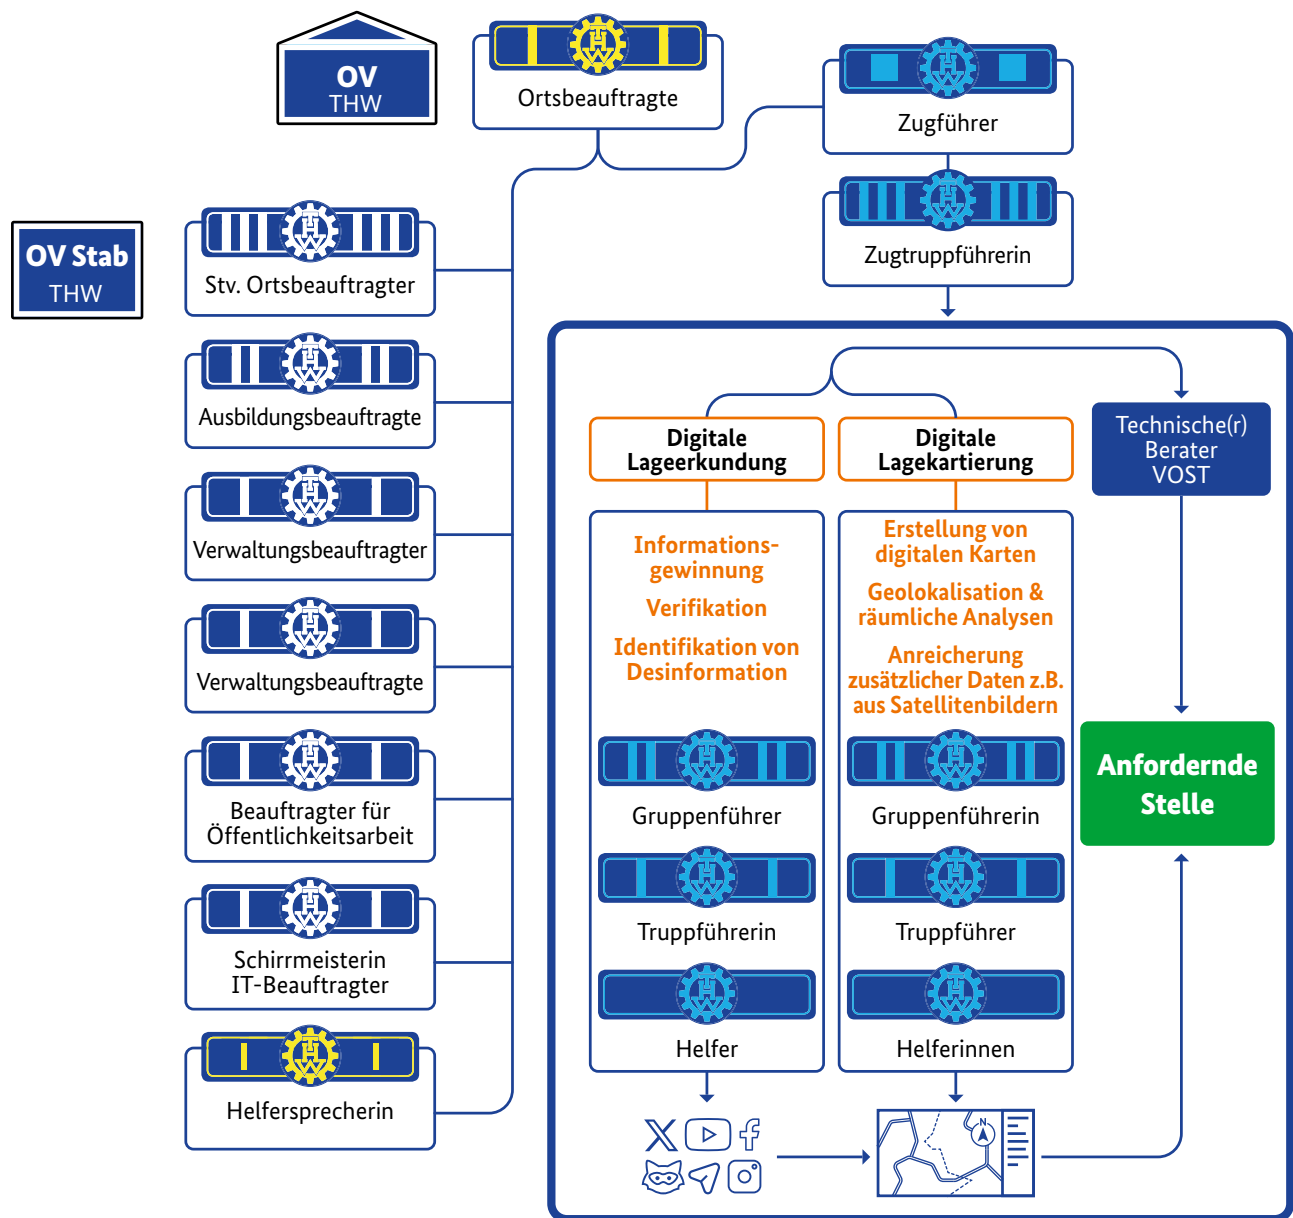 OV
THW
Ortsbeauftragte
Zugführer
Zugtruppführerin
OV Stab
THW
Stv. Ortsbeauftragter
Ausbildungsbeauftragte
Verwaltungsbeauftragter
Verwaltungsbeauftragte
Beauftragter für
Öffentlichkeitsarbeit
Schirrmeisterin
IT-Beauftragter
Helfersprecherin
Digitale
Lageerkundung
Informations-
gewinnung
Verifikation
Identifikation von
Desinformation
Gruppenführer
Truppführerin
Helfer
Digitale
Lagekartierung
Erstellung von
digitalen Karten
Geolokalisation &
räumliche Analysen
Anreicherung
zusätzlicher Daten z.B.
aus Satellitenbildern
Gruppenführerin
Truppführer
Helferinnen
N
Technische(r)
Berater
VOST
Anfordernde
Stelle